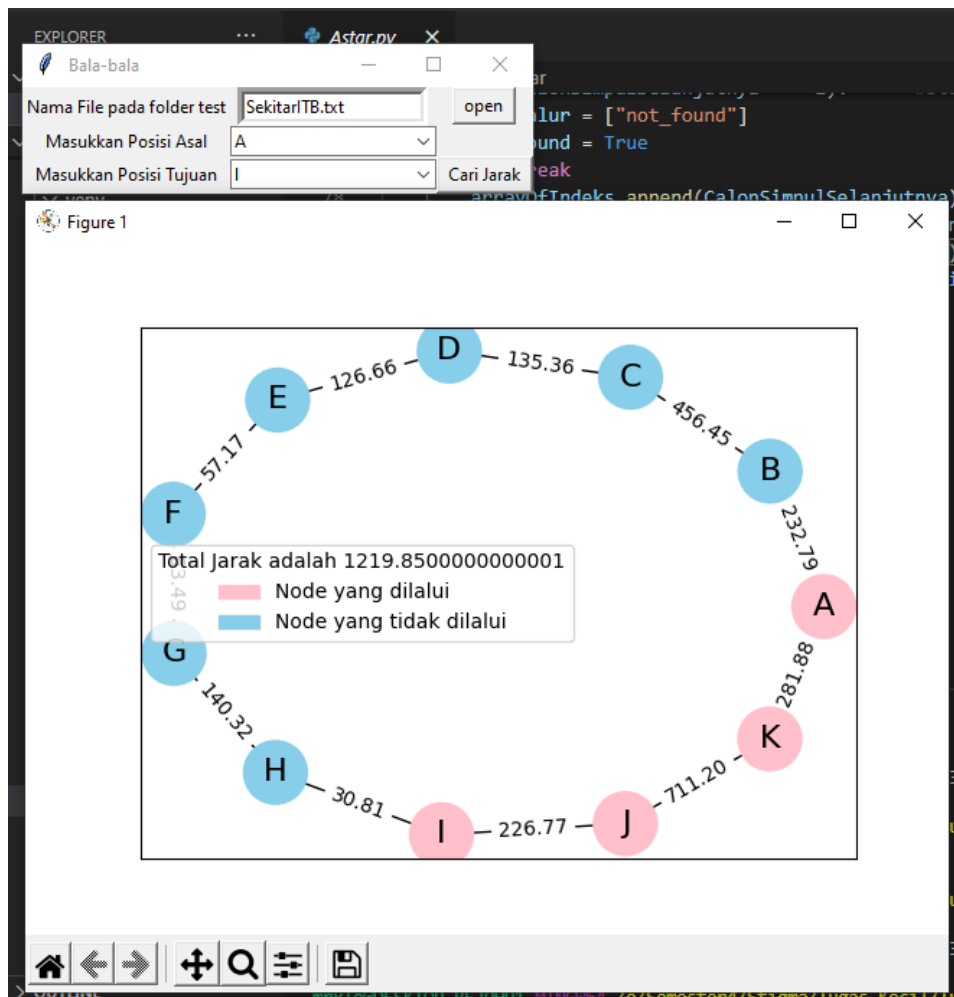 EXPLORER ··· Astar.py
Bala-bala
Nama File pada folder test SekitarITB.txt open
Masukkan Posisi Asal A
Masukkan Posisi Tujuan I Cari Jarak
= ["not_found"]
= True
78
arrayOfIndeks.append(CalonSimpulSelanjutnya)
Figure 1
D
135.36
126.66
C
E
456.45
57.17
B
F
232.79
Total Jarak adalah 1219.8500000000001
Node yang dilalui
Node yang tidak dilalui
A
G
281.88
140.32
K
H
711.20
30.81
J
I
226.77